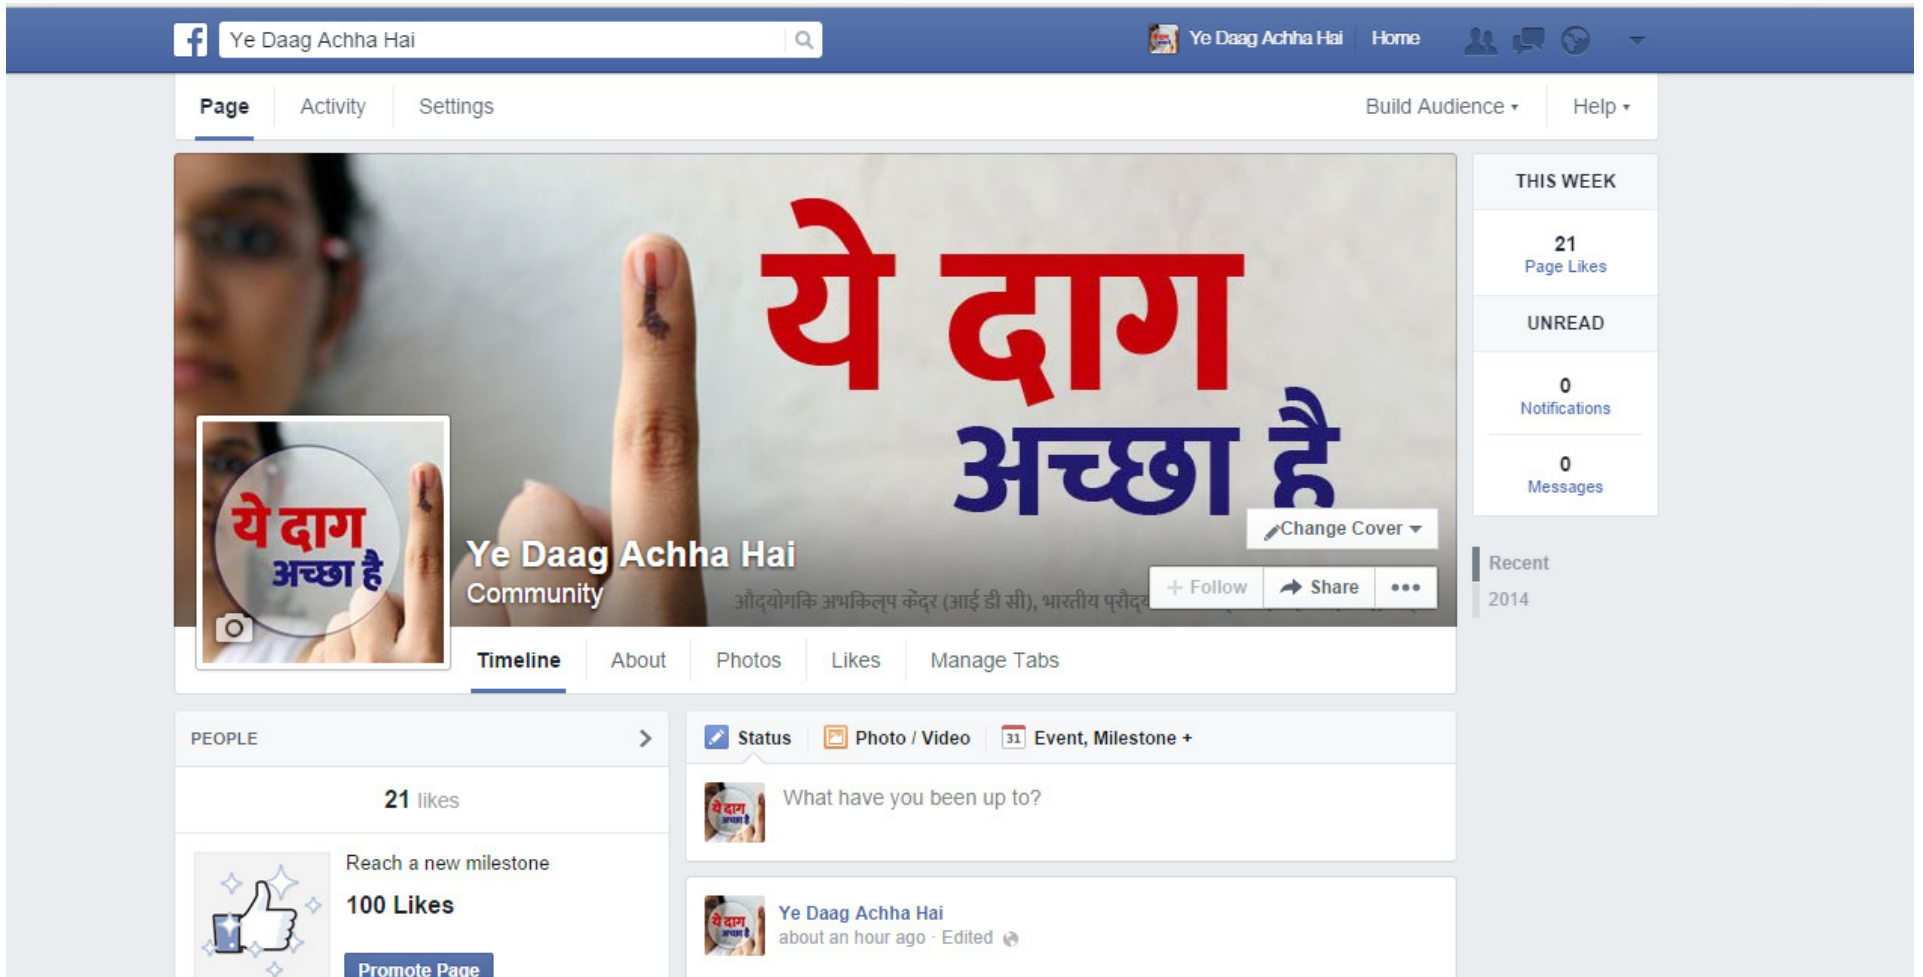 Ye Daag Achha Hai
Ye Daag Achha Hai Home
Page Activity Settings Build Audience Help
ये दाग
अच्छा है
ये दाग
अच्छा है
Change Cover
Ye Daag Achha Hai
Community
+ Follow Share
औद्योगकि अभकिल्प केंद्र (आई डी सी), भारतीय
Timeline About Photos Likes Manage Tabs
THIS WEEK
21
Page Likes
UNREAD
0
Notifications
0
Messages
Recent
2014
PEOPLE
21 likes
Reach a new milestone
100 Likes
Promote Page
Status Photo / Video 31 Event, Milestone +
ये दाग
अच्छा है
What have you been up to?
ये दाग
अच्छा है
Ye Daag Achha Hai
about an hour ago · Edited